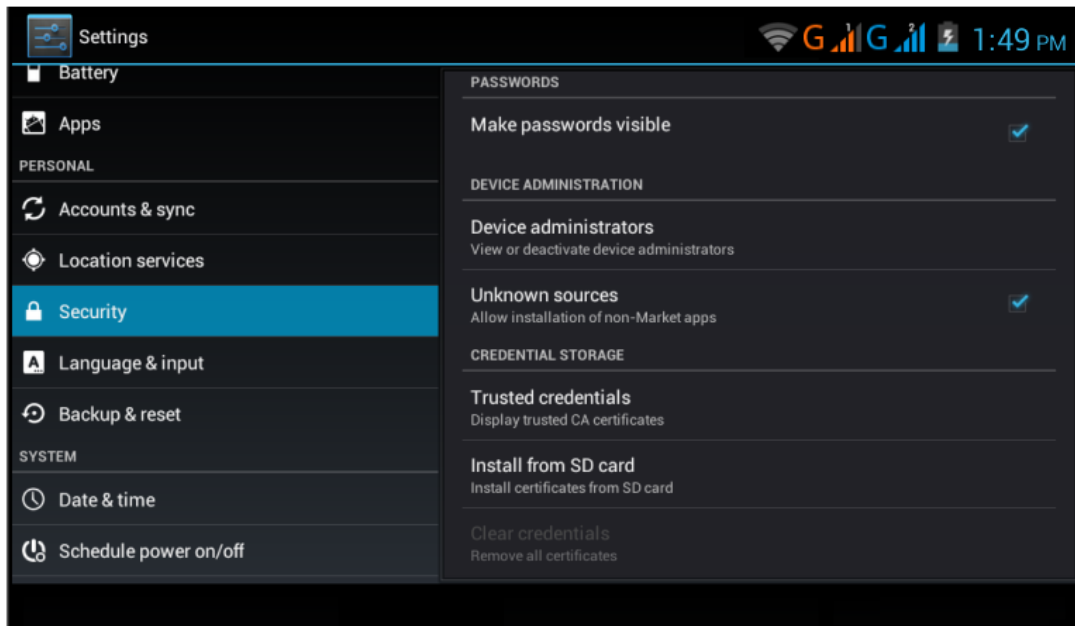 Settings
G 1 G 2 1:49 PM
Battery
Apps
PERSONAL
Accounts & sync
Location services
Security
Language & input
Backup & reset
SYSTEM
Date & time
Schedule power on/off
PASSWORDS
Make passwords visible
DEVICE ADMINISTRATION
Device administrators
View or deactivate device administrators
Unknown sources
Allow installation of non-Market apps
CREDENTIAL STORAGE
Trusted credentials
Display trusted CA certificates
Install from SD card
Install certificates from SD card
Clear credentials
Remove all certificates